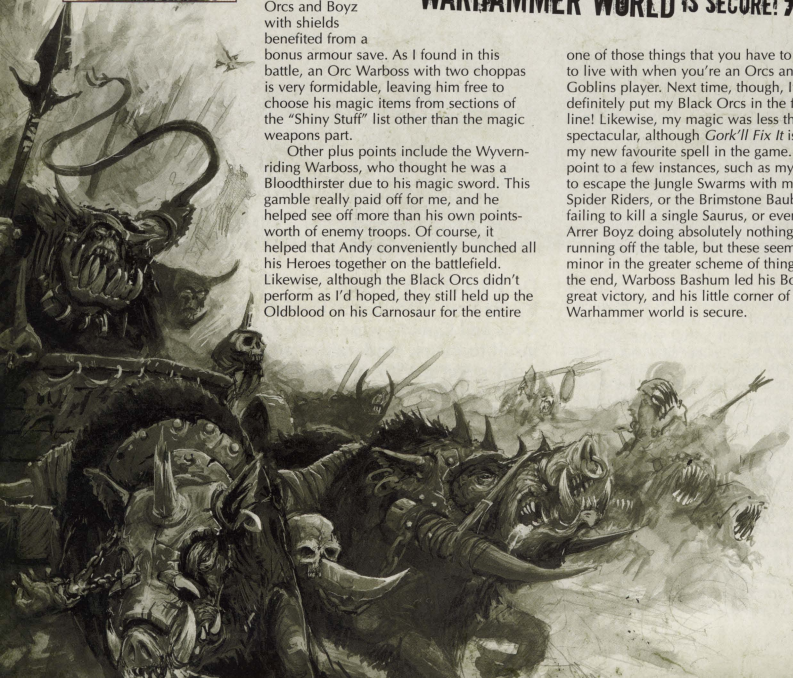 WARHAMMER WORLD IS SECURE!
Orcs and Boyz
with shields
benefited from a
bonus armour save. As I found in this
battle, an Orc Warboss with two choppas
is very formidable, leaving him free to
choose his magic items from sections of
the “Shiny Stuff” list other than the magic
weapons part.
Other plus points include the Wyvern-
riding Warboss, who thought he was a
Bloodthirster due to his magic sword. This
gamble really paid off for me, and he
helped see off more than his own points-
worth of enemy troops. Of course, it
helped that Andy conveniently bunched all
his Heroes together on the battlefield.
Likewise, although the Black Orcs didn’t
perform as I’d hoped, they still held up the
Oldblood on his Carnosaur for the entire
one of those things that you have to
to live with when you’re an Orcs an
Goblins player. Next time, though, I
definitely put my Black Orcs in the f
line! Likewise, my magic was less th
spectacular, although Gork’ll Fix It is
my new favourite spell in the game.
point to a few instances, such as my
to escape the Jungle Swarms with m
Spider Riders, or the Brimstone Baub
failing to kill a single Saurus, or ever
Arrer Boyz doing absolutely nothing
running off the table, but these seem
minor in the greater scheme of thing
the end, Warboss Bashum led his Bo
great victory, and his little corner of
Warhammer world is secure.